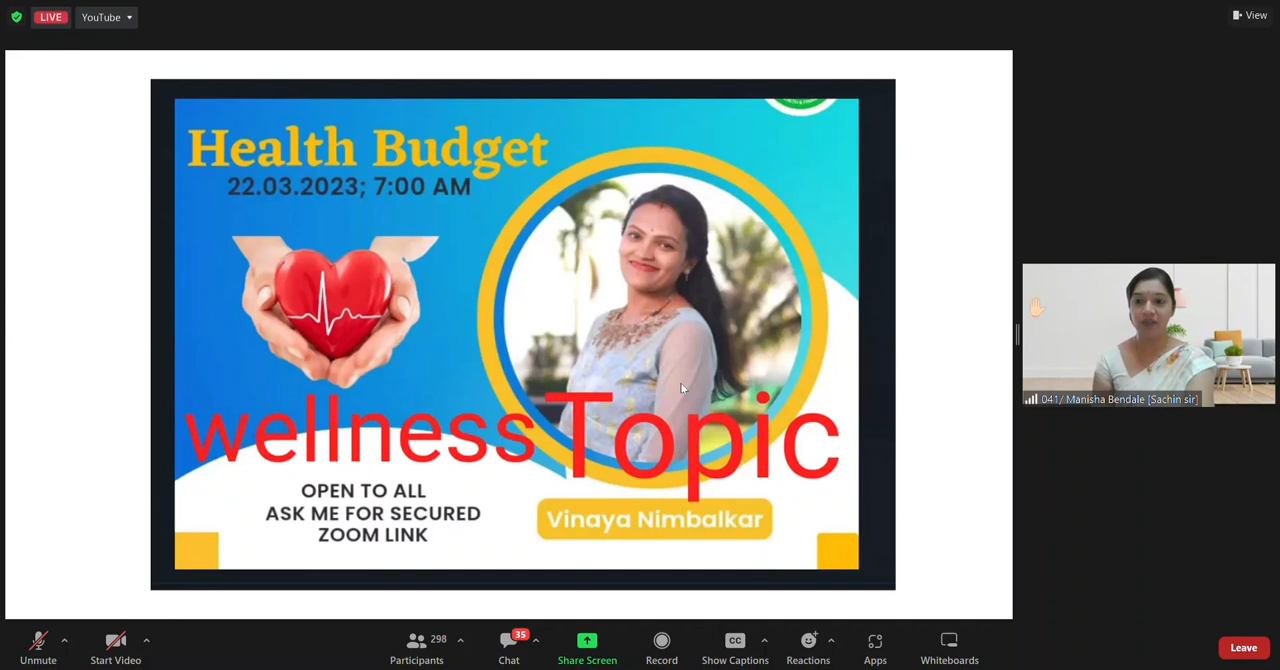 LIVE
YouTube
View
Health Budget
22.03.2023; 7:00 AM
wellness Topic
OPEN TO ALL
ASK ME FOR SECURED
ZOOM LINK
Vinaya Nimbalkar
041/ Manisha Bendale [Sachin sir]
Unmute
Start Video
298
Participants
35
Chat
Share Screen
Record
CC
Show Captions
Reactions
Apps
Whiteboards
Leave